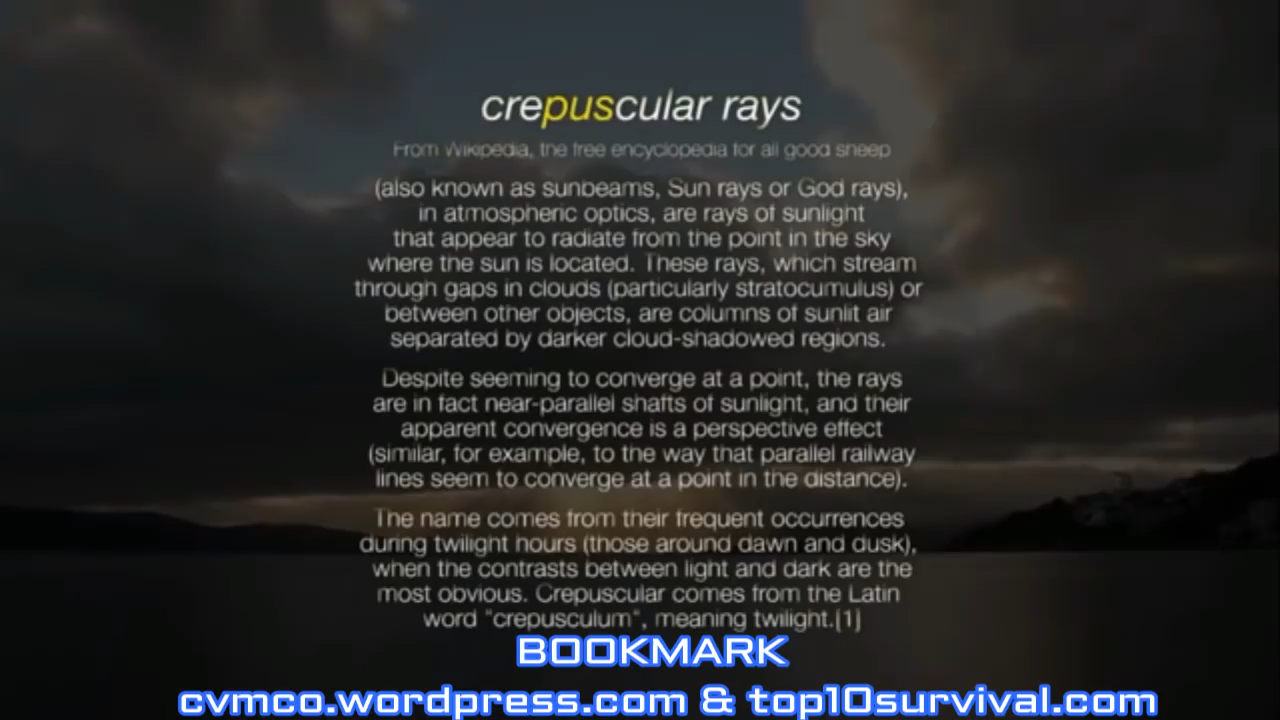 crepuscular rays
From Wikipedia, the free encyclopedia for all good sheep
(also known as sunbeams, Sun rays or God rays),
in atmospheric optics, are rays of sunlight
that appear to radiate from the point in the sky
where the sun is located. These rays, which stream
through gaps in clouds (particularly stratocumulus) or
between other objects, are columns of sunlit air
separated by darker cloud-shadowed regions.
Despite seeming to converge at a point, the rays
are in fact near-parallel shafts of sunlight, and their
apparent convergence is a perspective effect
(similar, for example, to the way that parallel railway
lines seem to converge at a point in the distance).
The name comes from their frequent occurrences
during twilight hours (those around dawn and dusk),
when the contrasts between light and dark are the
most obvious. Crepuscular comes from the Latin
word "crepusculum", meaning twilight.[1]
BOOKMARK
cvmco.wordpress.com & top10survival.com